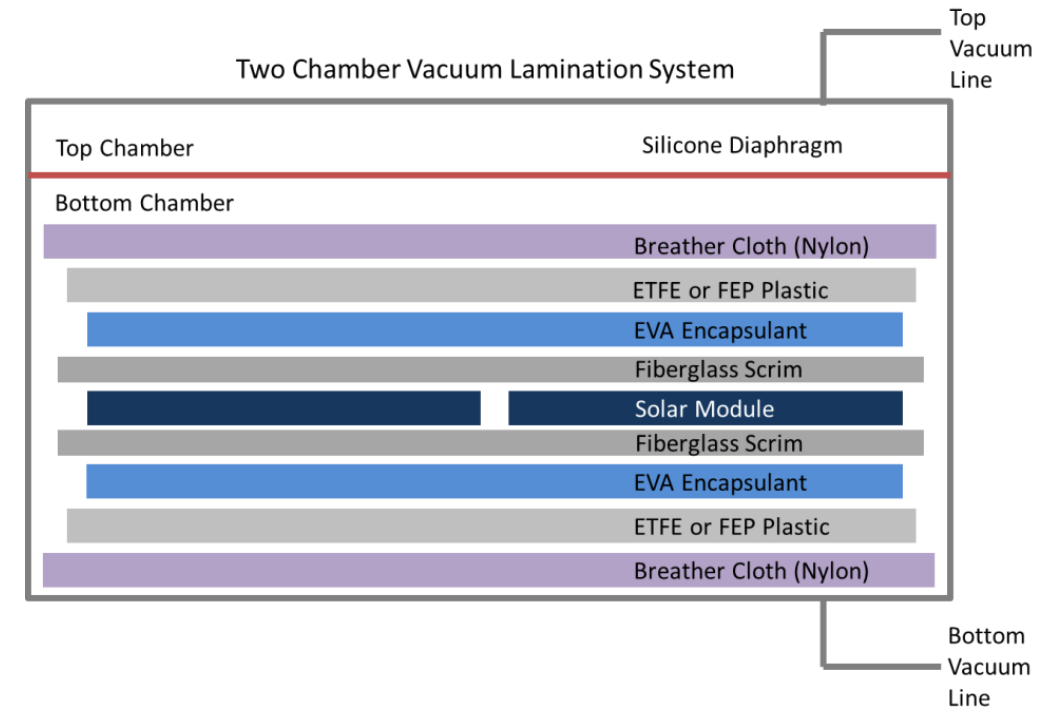 Top
Vacuum
Line
Two Chamber Vacuum Lamination System
Top Chamber
Silicone Diaphragm
Bottom Chamber
Breather Cloth (Nylon)
ETFE or FEP Plastic
EVA Encapsulant
Fiberglass Scrim
Solar Module
Fiberglass Scrim
EVA Encapsulant
ETFE or FEP Plastic
Breather Cloth (Nylon)
Bottom
Vacuum
Line